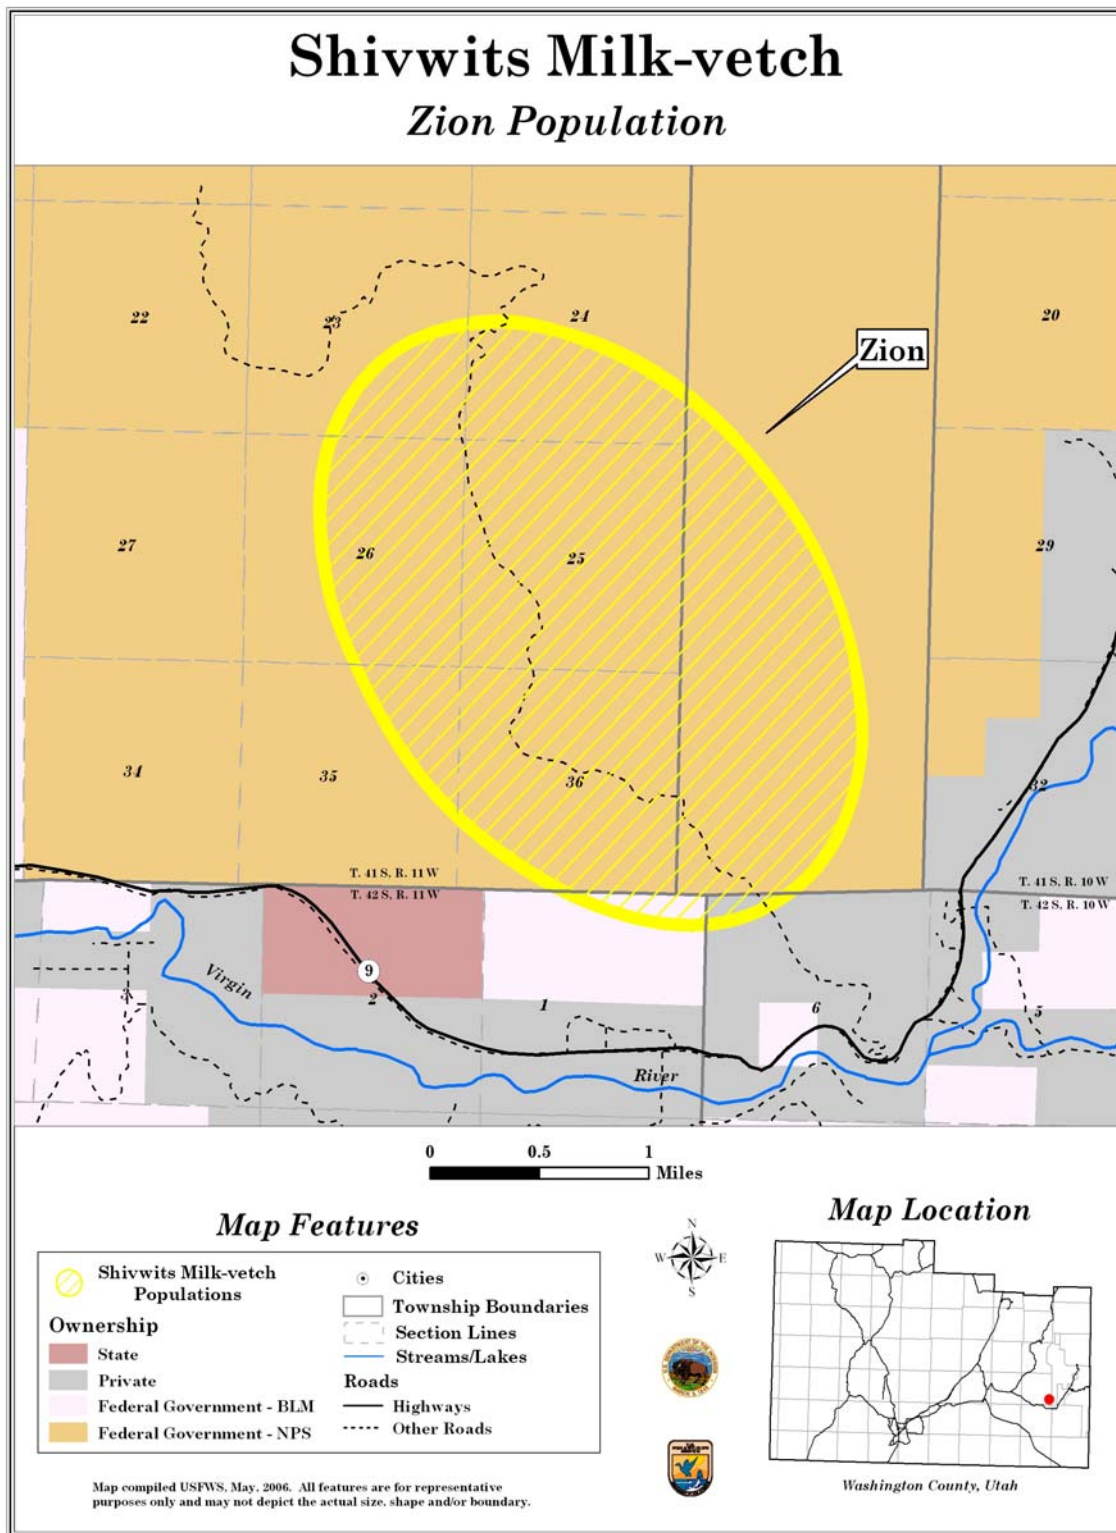 Shivwits Milk-vetch
Zion Population
22
23
24
20
Zion
27
26
25
29
34
35
36
32
T. 41 S, R. 11 W
T. 42 S, R. 11 W
T. 41 S, R. 10 W
T. 42 S, R. 10 W
9
Virgin
3
2
1
6
5
River
0 0.5 1
Miles
Map Features
Shivwits Milk-vetch
Populations
Ownership
State
Private
Federal Government - BLM
Federal Government - NPS
Cities
Township Boundaries
Section Lines
Streams/Lakes
Roads
Highways
Other Roads
N
W E
S
Map Location
Washington County, Utah
Map compiled USFWS, May, 2006. All features are for representative
purposes only and may not depict the actual size, shape and/or boundary.